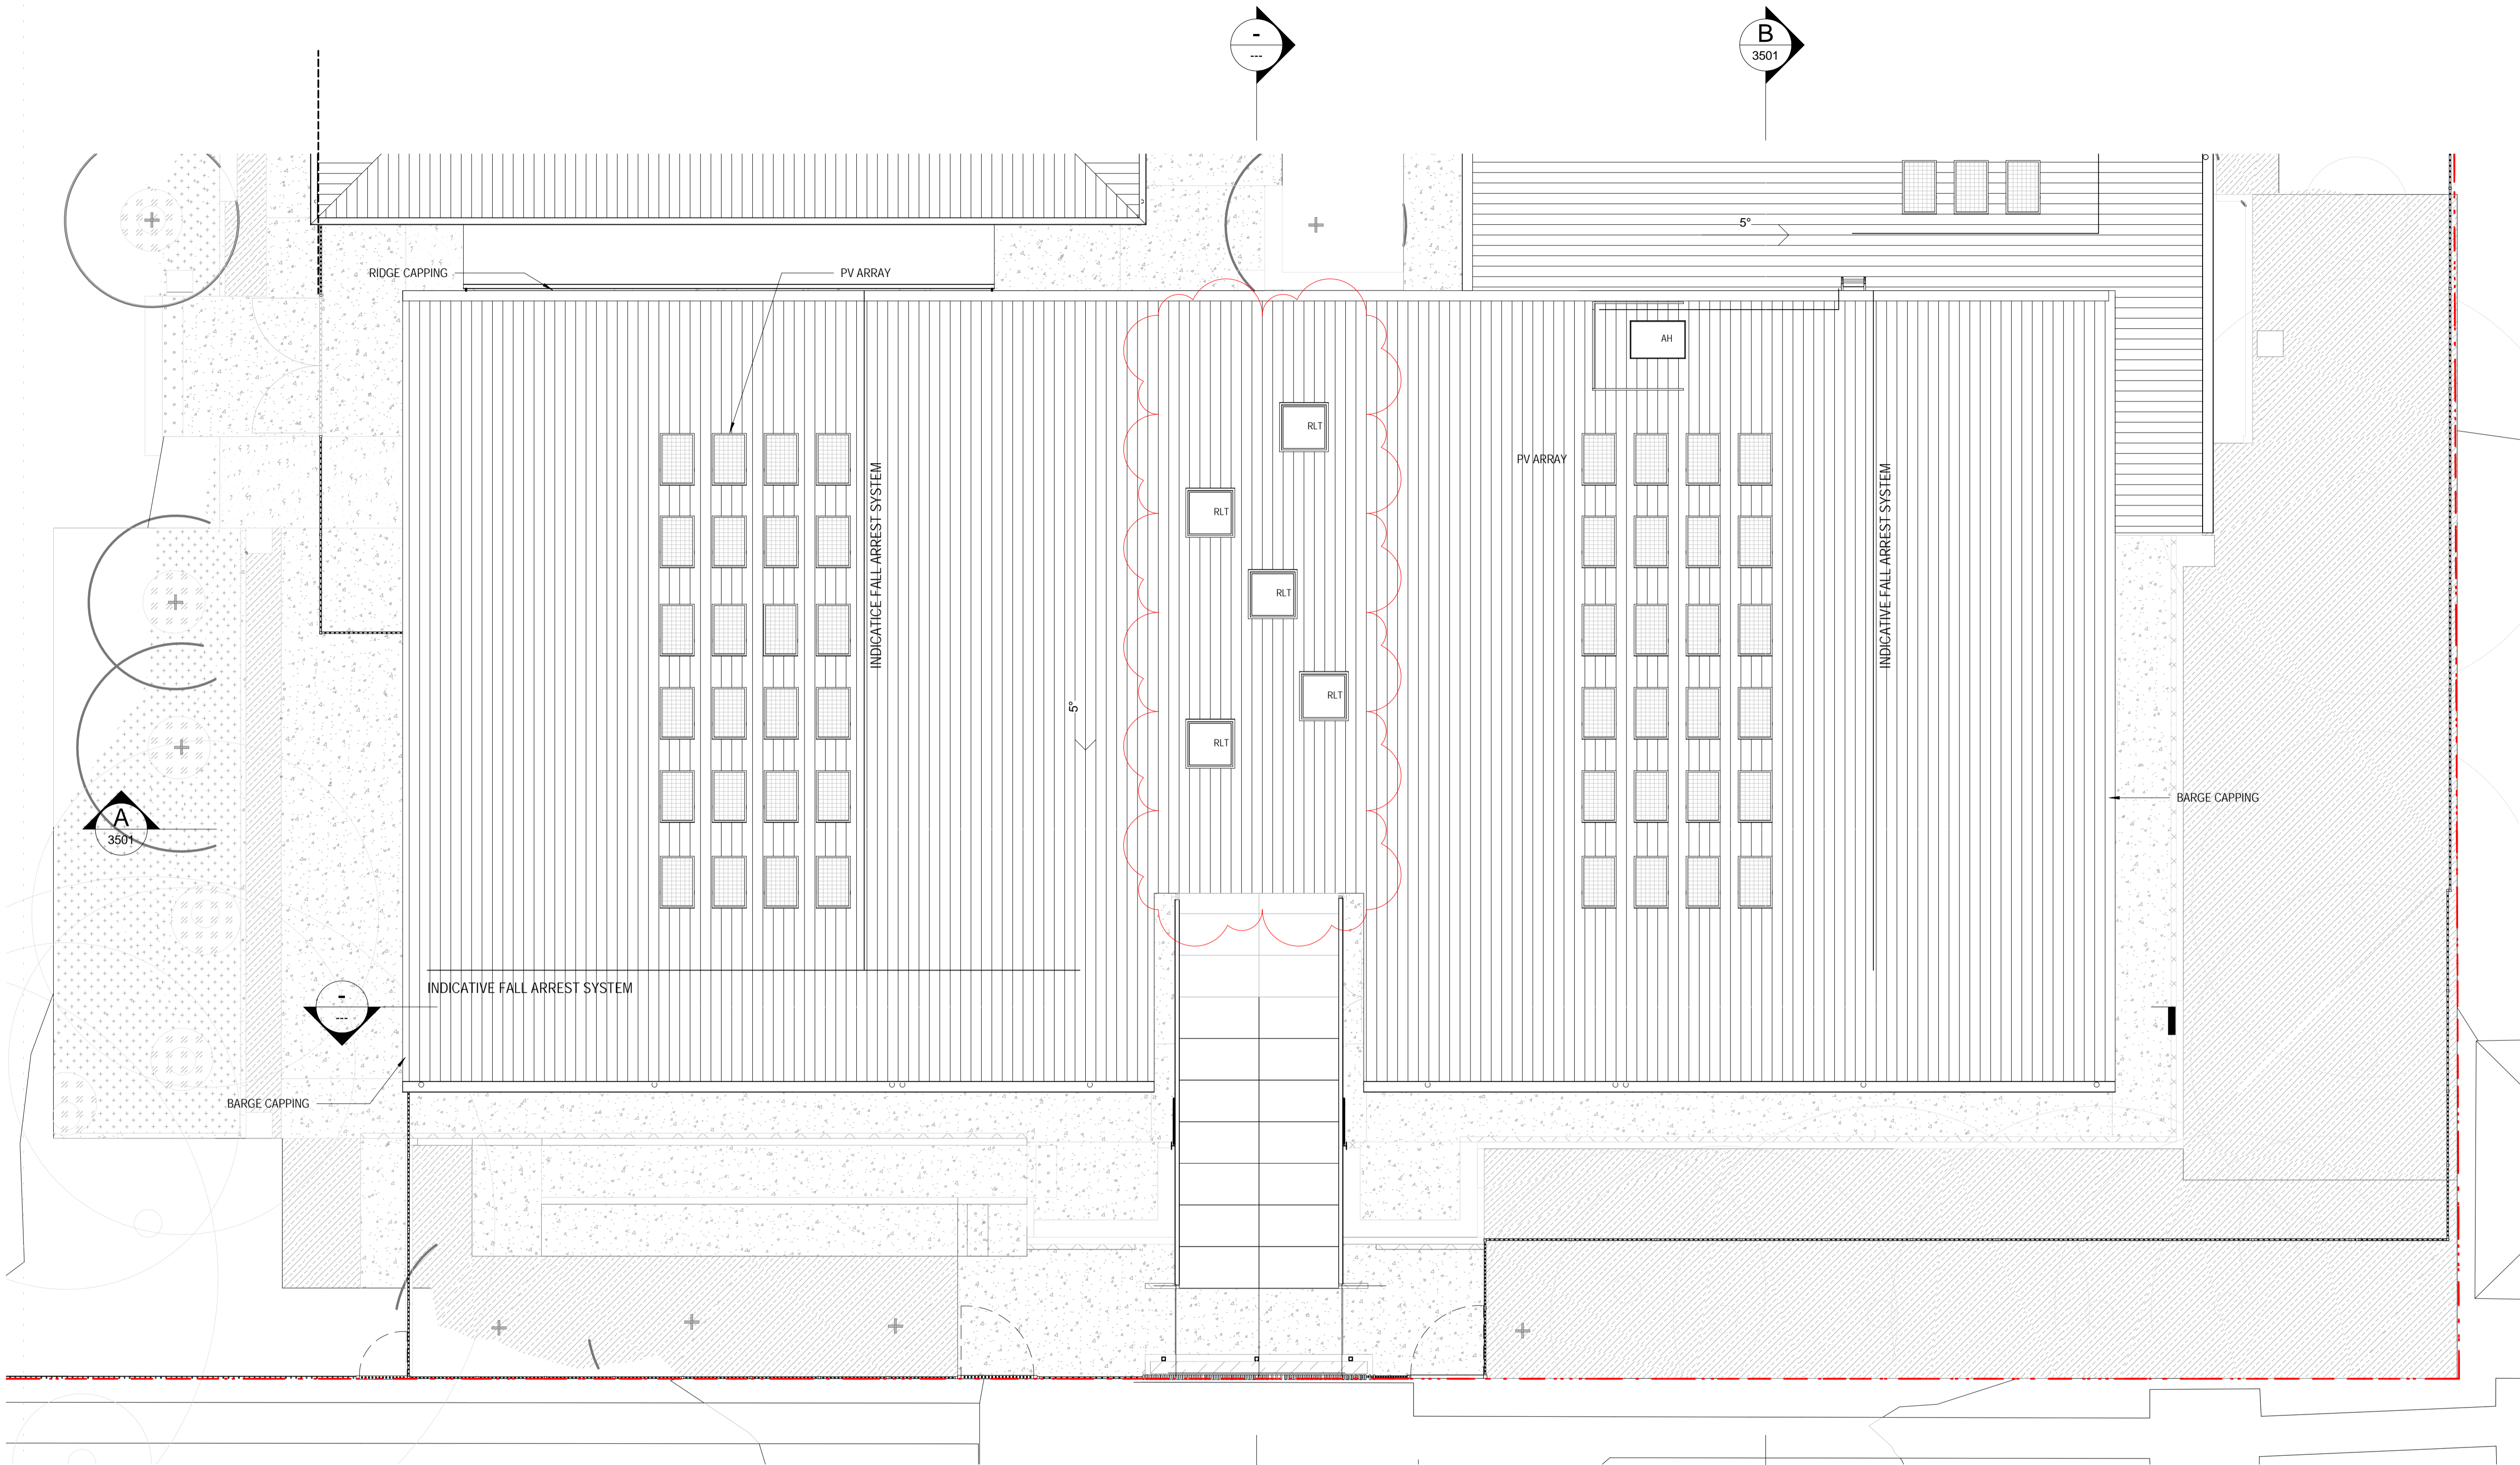 -
---
B
3501
5°
RIDGE CAPPING
PV ARRAY
AH
RLT
PV ARRAY
RLT
INDICATICE FALL ARREST SYSTEM
INDICATIVE FALL ARREST SYSTEM
RLT
RLT
5°
RLT
BARGE CAPPING
A
3501
INDICATIVE FALL ARREST SYSTEM
-
---
BARGE CAPPING